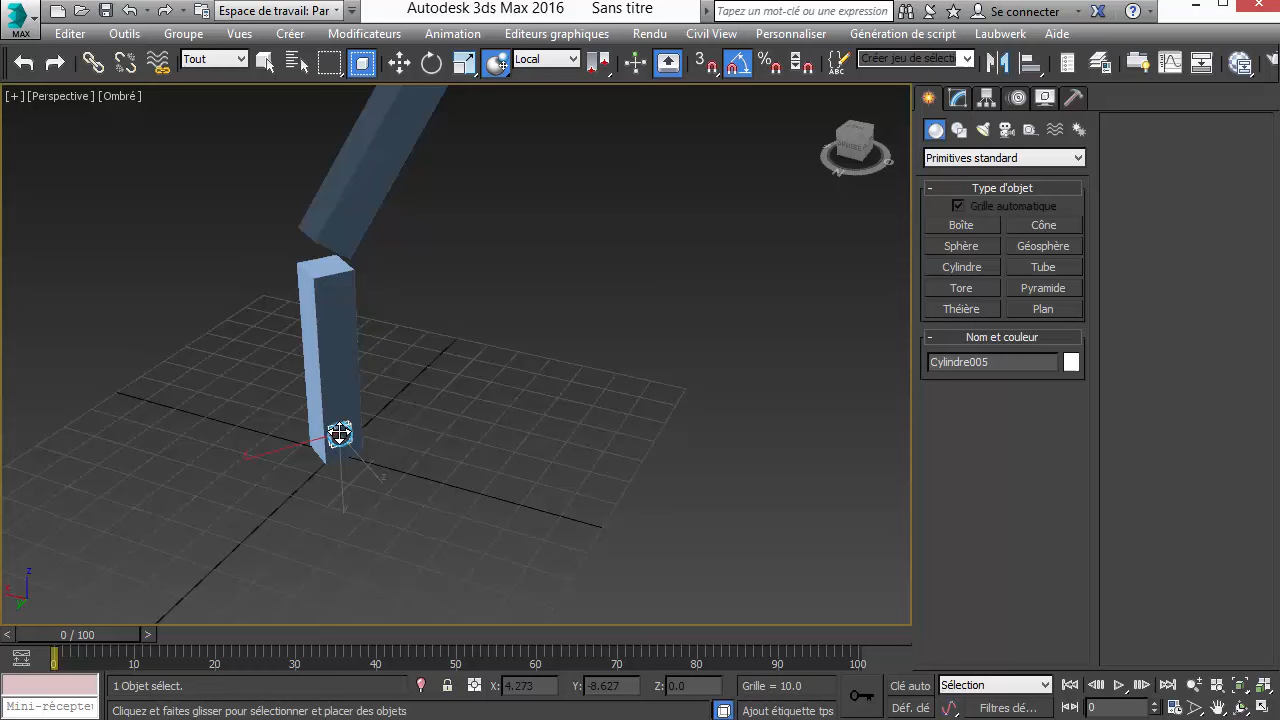 Espace de travail: Par
Autodesk 3ds Max 2016
Sans titre
Tapez un mot-clé ou une expression
Se connecter
MAX
Editer
Outils
Groupe
Vues
Créer
Modificateurs
Animation
Editeurs graphiques
Rendu
Civil View
Personnaliser
Génération de script
Laubwerk
Aide
Tout
Local
3
%
ABC
Créer jeu de sélecti
[+] [Perspective ] [Ombré ]
N
Primitives standard
- Type d'objet
Grille automatique
Boîte
Cône
Sphère
Géosphère
Cylindre
Tube
Tore
Pyramide
Théière
Plan
- Nom et couleur
Cylindre005
z
z
x
y
< 0 / 100 >
0 10 20 30 40 50 60 70 80 90 100
1 Objet sélect.
X: 4.273
Y: -8.627
Z: 0.0
Grille = 10.0
Clé auto
Sélection
Mini-récepte
Cliquez et faites glisser pour sélectionner et placer des objets
Ajout étiquette tps
Déf. dé
Filtres clé...
0